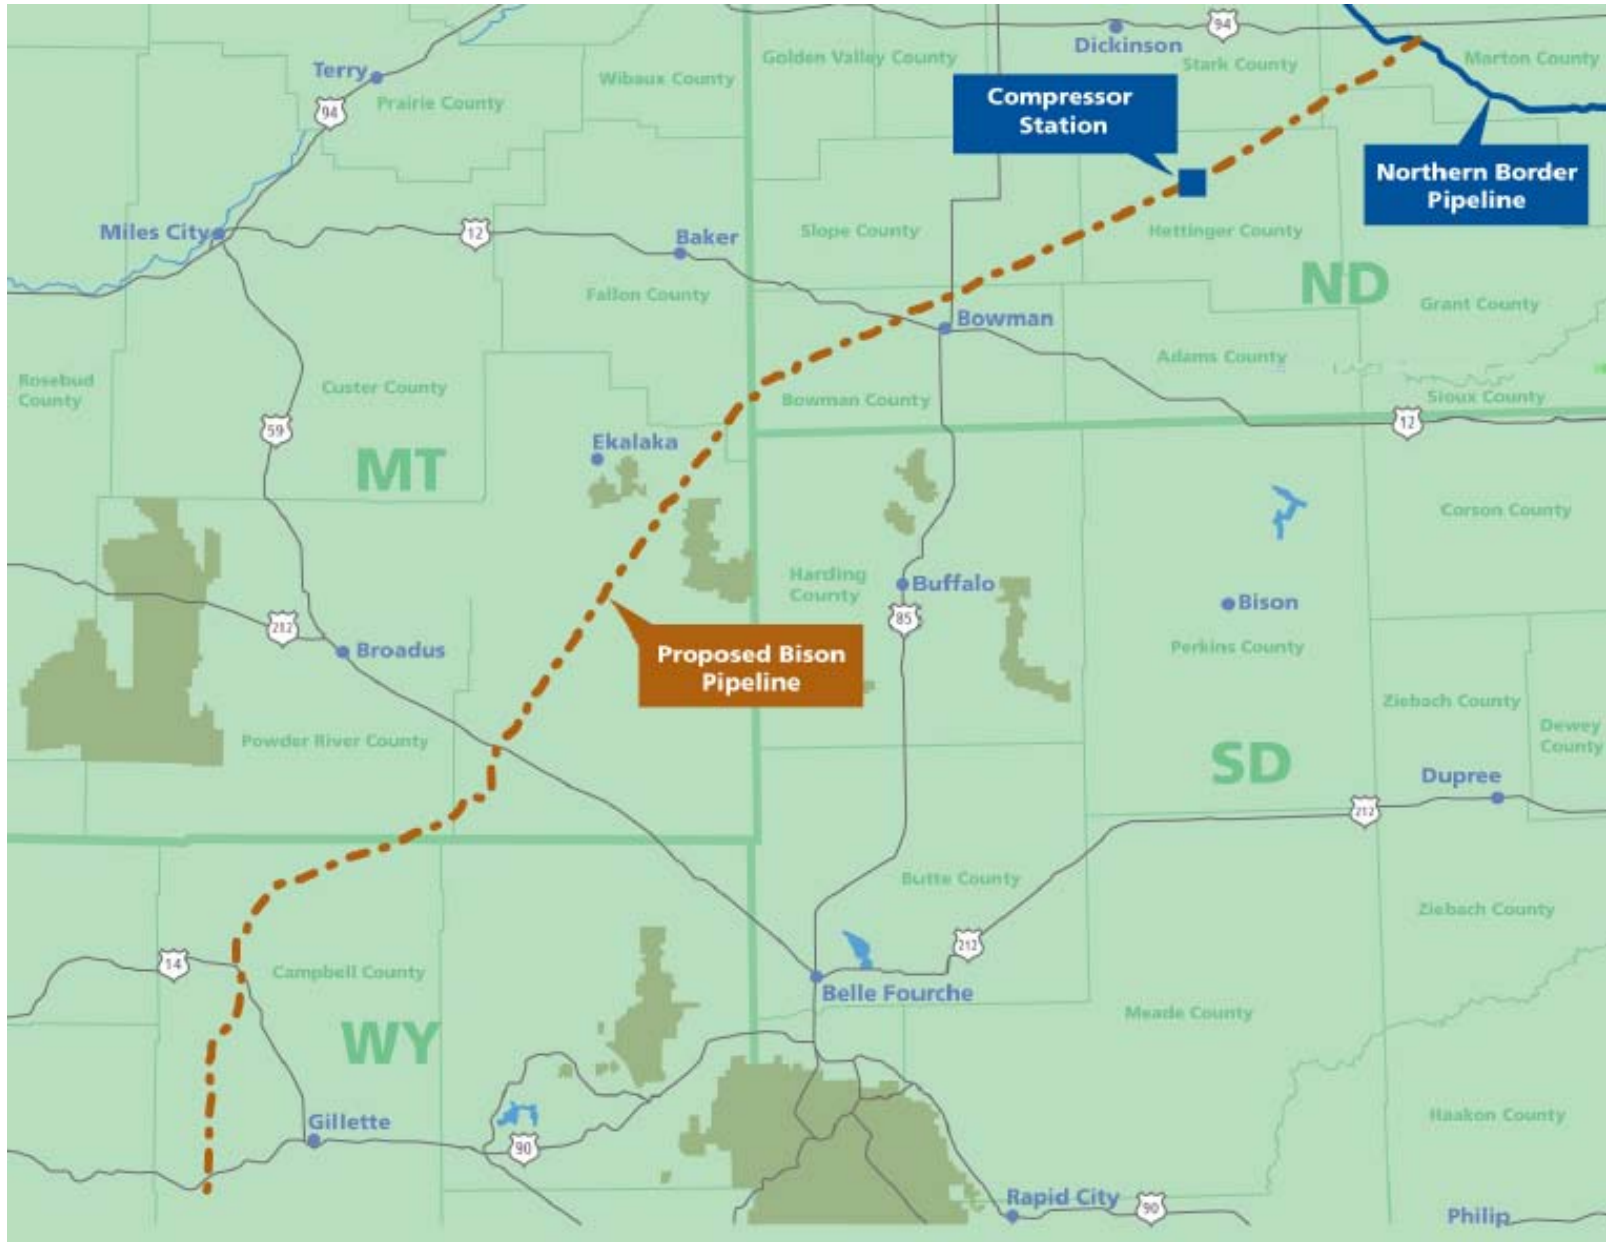 94
Dickinson
Golden Valley County
Stark County
Marton County
Terry
Wibaux County
Prairie County
94
Compressor
Station
Northern Border
Pipeline
Miles City
12
Baker
Slope County
Hettinger County
ND
Fallon County
Grant County
Bowman
Adams County
Rosebud
County
Custer County
Bowman County
Sioux County
12
59
Ekalaka
MT
Corson County
Harding
County
Buffalo
85
Bison
212
Broadus
Proposed Bison
Pipeline
Perkins County
Ziebach County
Dewey
County
Powder River County
SD
Dupree
212
Butte County
Ziebach County
212
14
Campbell County
Belle Fourche
Meade County
WY
Gillette
90
Haakon County
Rapid City
90
Philip